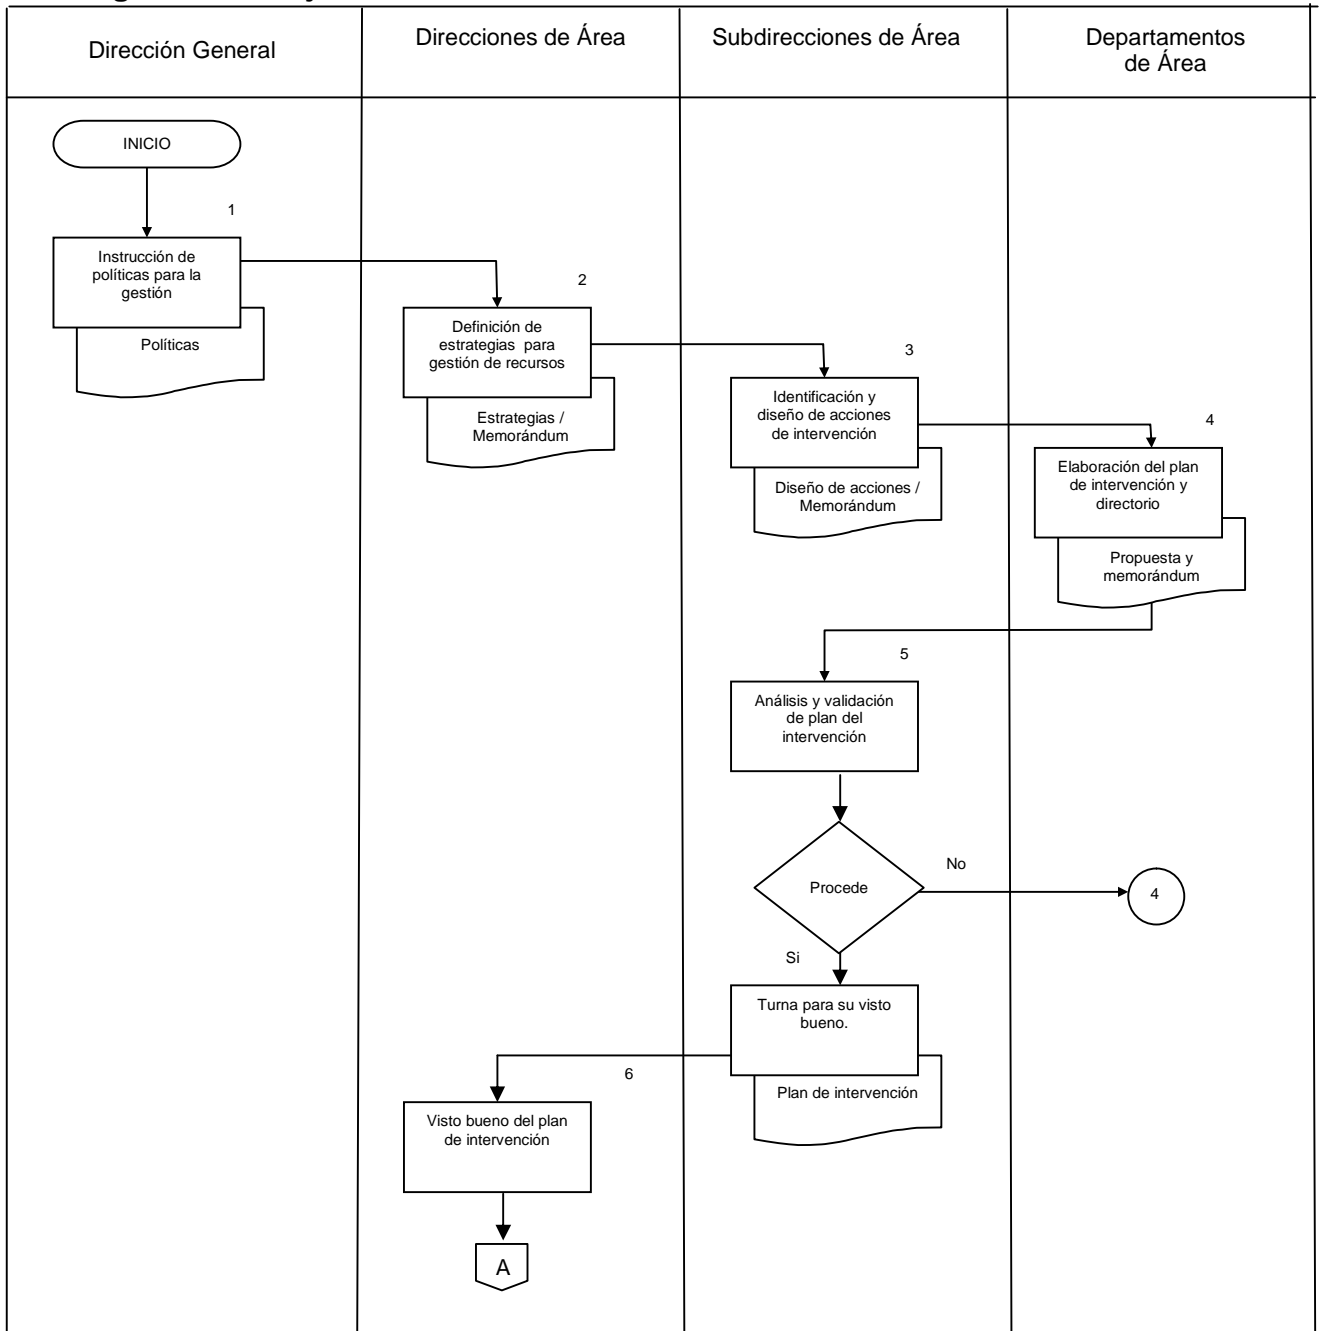 Dirección General
Direcciones de Área
Subdirecciones de Área
Departamentos
de Área
INICIO
1
Instrucción de
políticas para la
gestión
Políticas
2
Definición de
estrategias para
gestión de recursos
Estrategias /
Memorándum
3
Identificación y
diseño de acciones
de intervención
Diseño de acciones /
Memorándum
4
Elaboración del plan
de intervención y
directorio
Propuesta y
memorándum
5
Análisis y validación
de plan del
intervención
Procede
No
4
Si
Turna para su visto
bueno.
Plan de intervención
6
Visto bueno del plan
de intervención
A